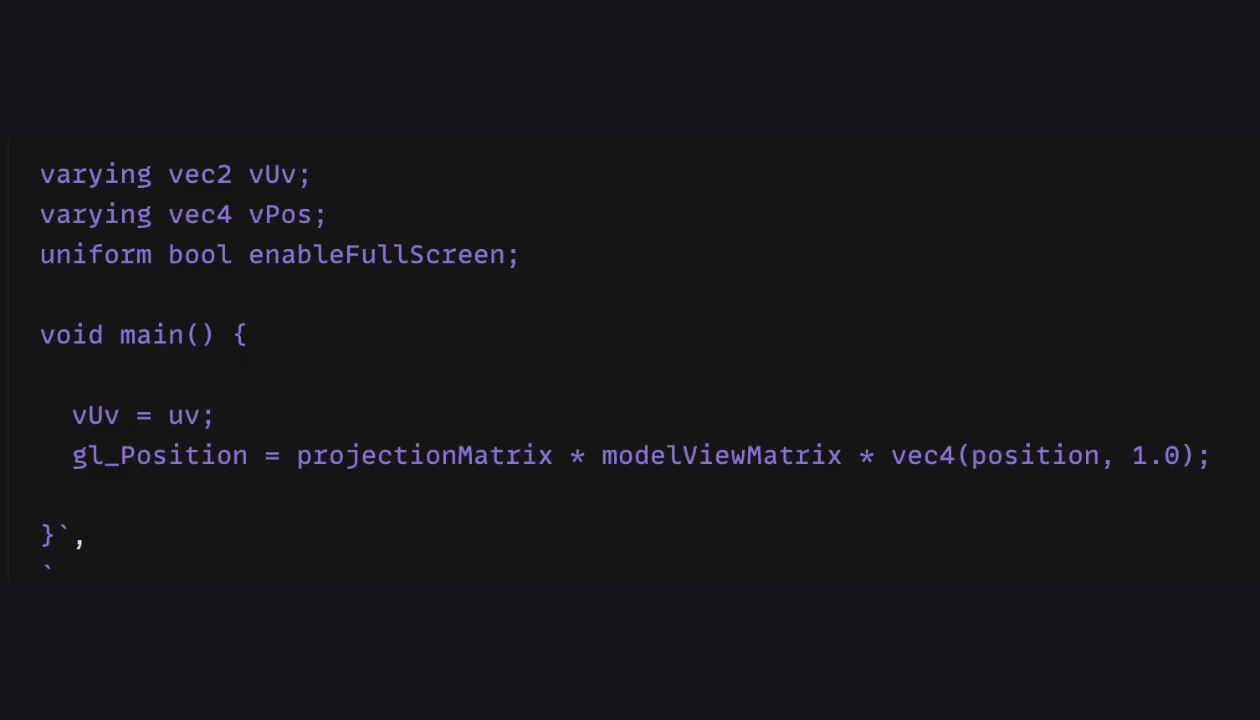 varying vec2 vUv;
varying vec4 vPos;
uniform bool enableFullScreen;
void main() {
vUv = uv;
gl_Position = projectionMatrix * modelViewMatrix * vec4(position, 1.0);
}`,
`